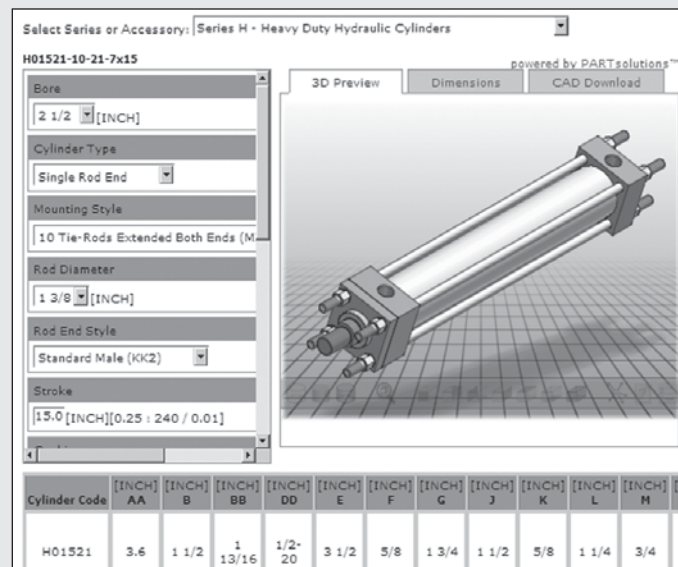 Select Series or Accessory: Series H - Heavy Duty Hydraulic Cylinders
H01521-10-21-7x15
powered by PARTsolutions™
Bore
2 1/2 [INCH]
Cylinder Type
Single Rod End
Mounting Style
10 Tie-Rods Extended Both Ends (M
Rod Diameter
1 3/8 [INCH]
Rod End Style
Standard Male (KK2)
Stroke
15.0 [INCH][0.25 : 240 / 0.01]
3D Preview Dimensions CAD Download
Cylinder Code [INCH] AA [INCH] B [INCH] BB [INCH] DD [INCH] E [INCH] F [INCH] G [INCH] J [INCH] K [INCH] L [INCH] M
H01521 3.6 1 1/2 1 13/16 1/2-20 3 1/2 5/8 1 3/4 1 1/2 5/8 1 1/4 3/4